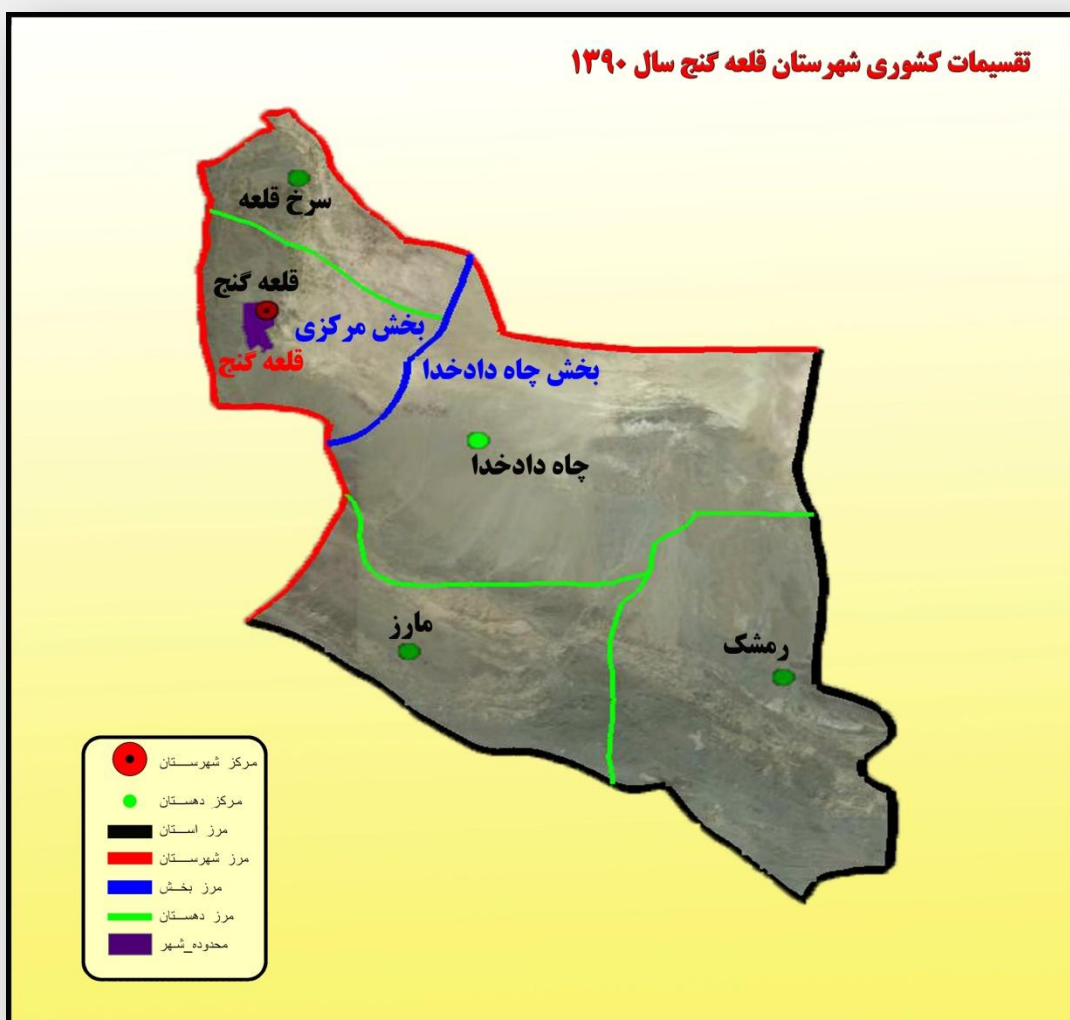 تقسیمات کشوری شهرستان قلعه گنج سال ۱۳۹۰
سرخ قلعه
قلعه گنج
بخش مرکزی
قلعه گنج
بخش چاه دادخدا
چاه دادخدا
مارز
رمشک
مرکز شهرستان
مرکز دهستان
مرز استان
مرز شهرستان
مرز بخش
مرز دهستان
محدوده_شهر